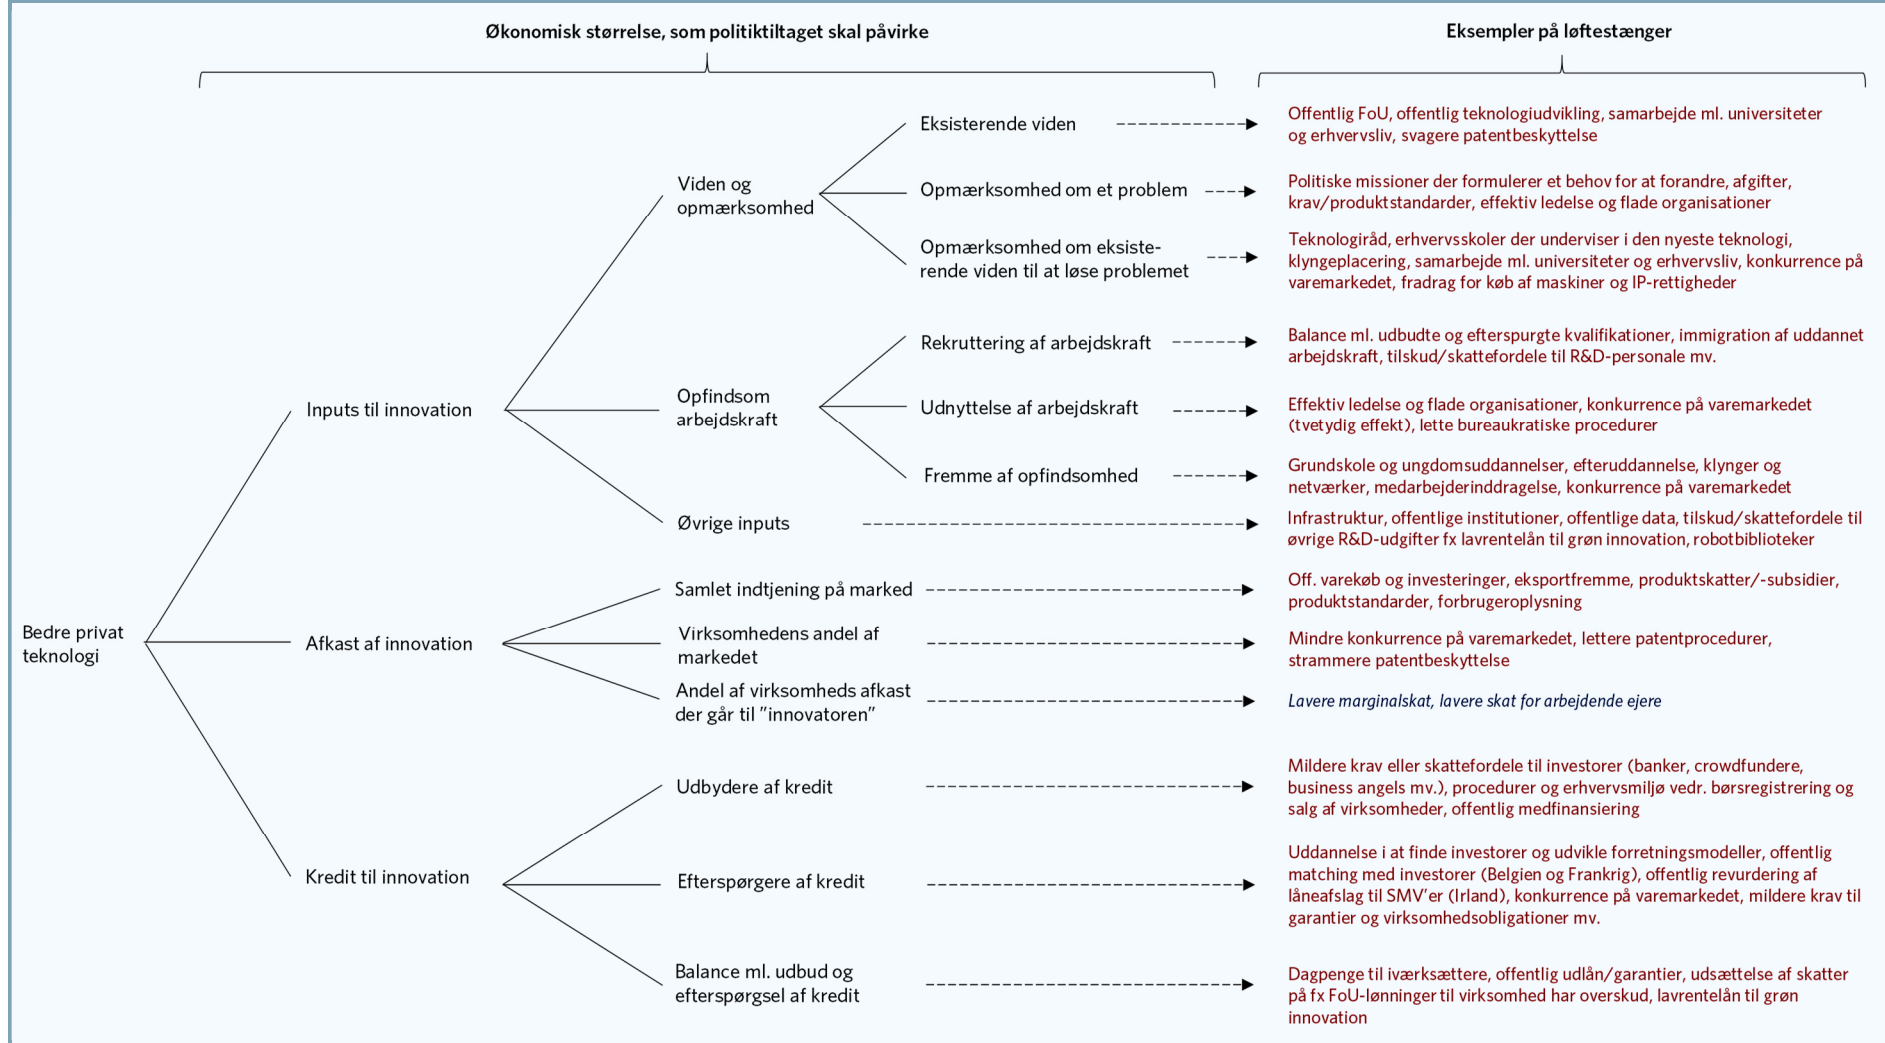 Økonomisk størrelse, som politiktiltaget skal påvirke
Eksempler på løftestænger
Bedre privat
teknologi
Inputs til innovation
Viden og
opmærksomhed
Eksisterende viden
Offentlig FoU, offentlig teknologiudvikling, samarbejde ml. universiteter
og erhvervsliv, svagere patentbeskyttelse
Opmærksomhed om et problem
Politiske missioner der formulerer et behov for at forandre, afgifter,
krav/produktstandarder, effektiv ledelse og flade organisationer
Opmærksomhed om eksiste-
rende viden til at løse problemet
Teknologiråd, erhvervsskoler der underviser i den nyeste teknologi,
klyngeplacering, samarbejde ml. universiteter og erhvervsliv, konkurrence på
varemarkedet, fradrag for køb af maskiner og IP-rettigheder
Opfindsom
arbejdskraft
Rekruttering af arbejdskraft
Balance ml. udbudte og efterspurgte kvalifikationer, immigration af uddannet
arbejdskraft, tilskud/skattefordele til R&D-personale mv.
Udnyttelse af arbejdskraft
Effektiv ledelse og flade organisationer, konkurrence på varemarkedet
(tvetydig effekt), lette bureaukratiske procedurer
Fremme af opfindsomhed
Grundskole og ungdomsuddannelser, efteruddannelse, klynger og
netværker, medarbejderinddragelse, konkurrence på varemarkedet
Øvrige inputs
Infrastruktur, offentlige institutioner, offentlige data, tilskud/skattefordele til
øvrige R&D-udgifter fx lavrentelån til grøn innovation, robotbiblioteker
Afkast af innovation
Samlet indtjening på marked
Off. varekøb og investeringer, eksportfremme, produktskatter/-subsidier,
produktstandarder, forbrugeroplysning
Virksomhedens andel af
markedet
Mindre konkurrence på varemarkedet, lettere patentprocedurer,
strammere patentbeskyttelse
Andel af virksomheds afkast
der går til ”innovatoren”
Lavere marginalskat, lavere skat for arbejdende ejere
Kredit til innovation
Udbydere af kredit
Mildere krav eller skattefordele til investorer (banker, crowdfundere,
business angels mv.), procedurer og erhvervsmiljø vedr. børsregistrering og
salg af virksomheder, offentlig medfinansiering
Efterspørgere af kredit
Uddannelse i at finde investorer og udvikle forretningsmodeller, offentlig
matching med investorer (Belgien og Frankrig), offentlig revurdering af
låneafslag til SMV’er (Irland), konkurrence på varemarkedet, mildere krav til
garantier og virksomhedsobligationer mv.
Balance ml. udbud og
efterspørgsel af kredit
Dagpenge til iværksættere, offentlig udlån/garantier, udsættelse af skatter
på fx FoU-lønninger til virksomhed har overskud, lavrentelån til grøn
innovation